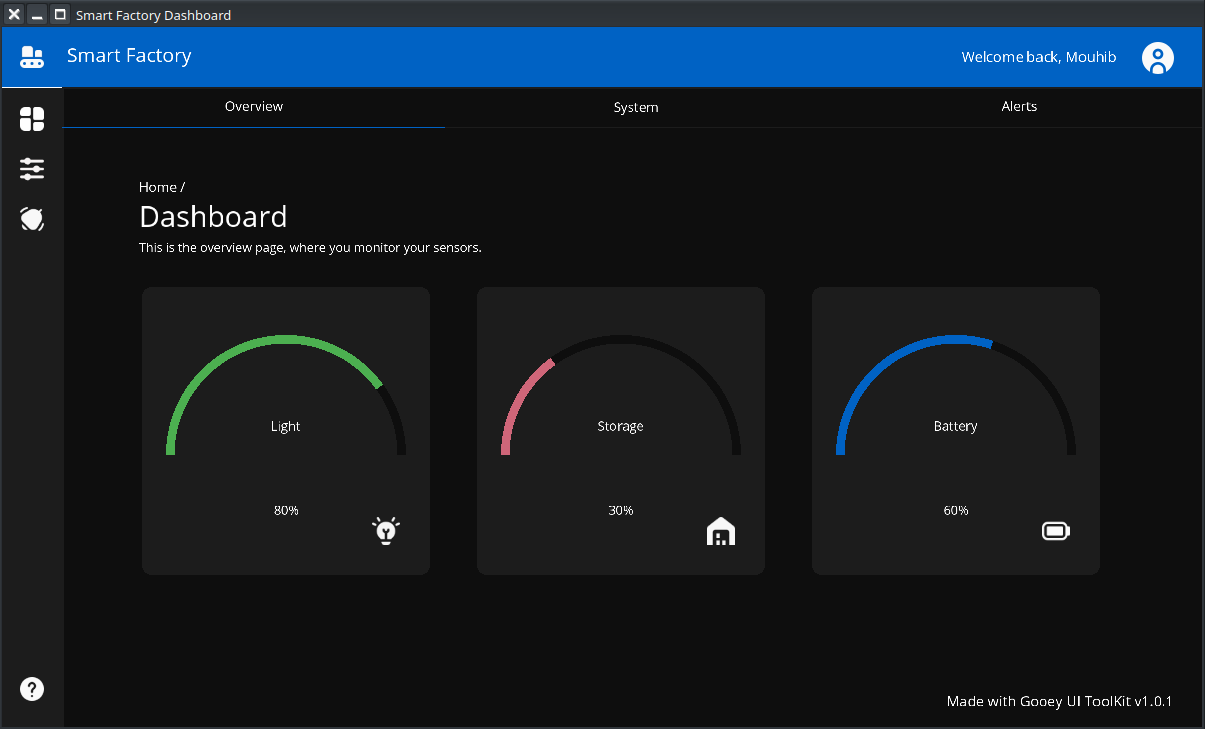 Smart Factory Dashboard
Smart Factory
Welcome back, Mouhib
Overview
System
Alerts
Home /
Dashboard
This is the overview page, where you monitor your sensors.
Light
Storage
Battery
80%
30%
60%
?
Made with Gooey UI ToolKit v1.0.1